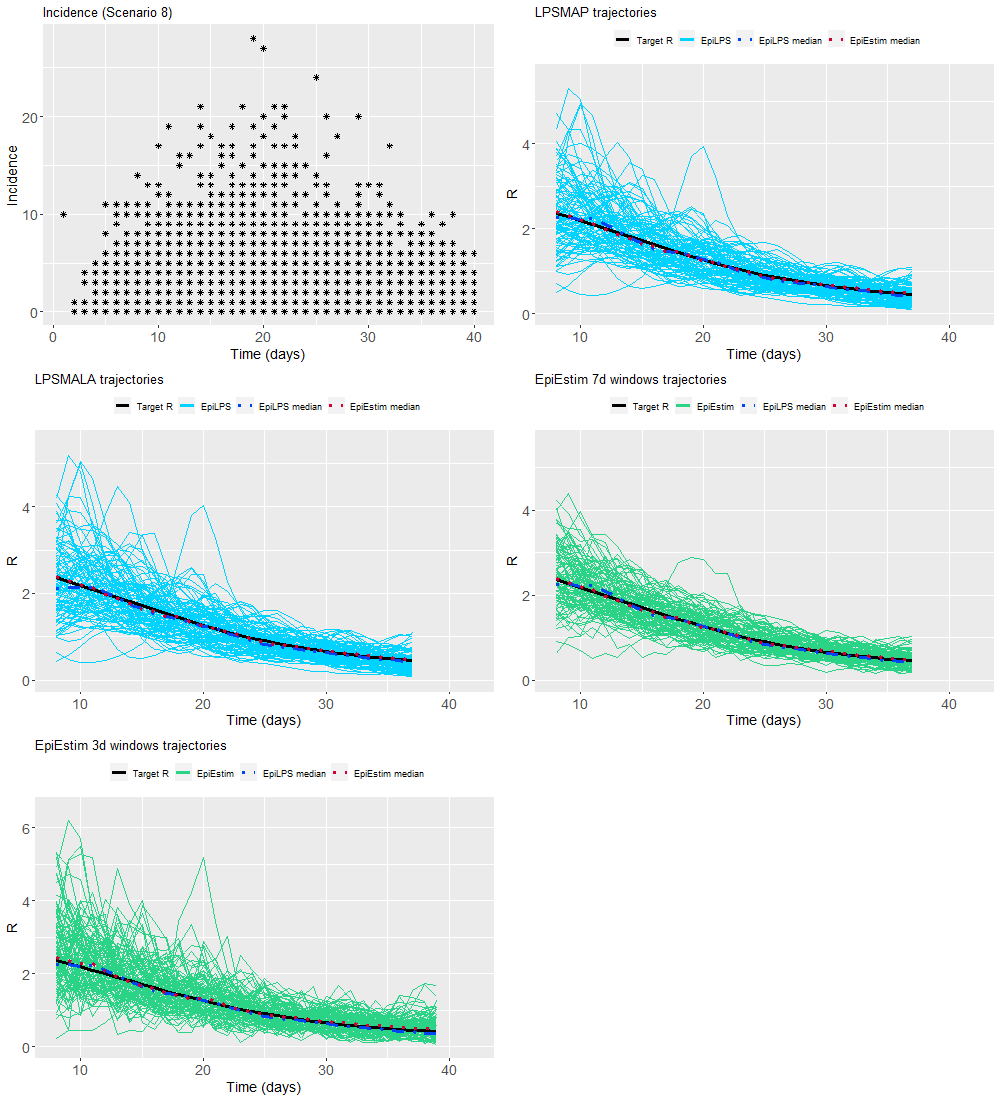 Incidence (Scenario 8)
Incidence
20
10
0
0 10 20 30 40
Time (days)
LPSMAP trajectories
Target R EpiLPS EpiLPS median EpiEstim median
R
4
2
0
10 20 30 40
Time (days)
LPSMALA trajectories
Target R EpiLPS EpiLPS median EpiEstim median
R
4
2
0
10 20 30 40
Time (days)
EpiEstim 7d windows trajectories
Target R EpiEstim EpiLPS median EpiEstim median
R
4
2
0
10 20 30 40
Time (days)
EpiEstim 3d windows trajectories
Target R EpiEstim EpiLPS median EpiEstim median
R
6
4
2
0
10 20 30 40
Time (days)